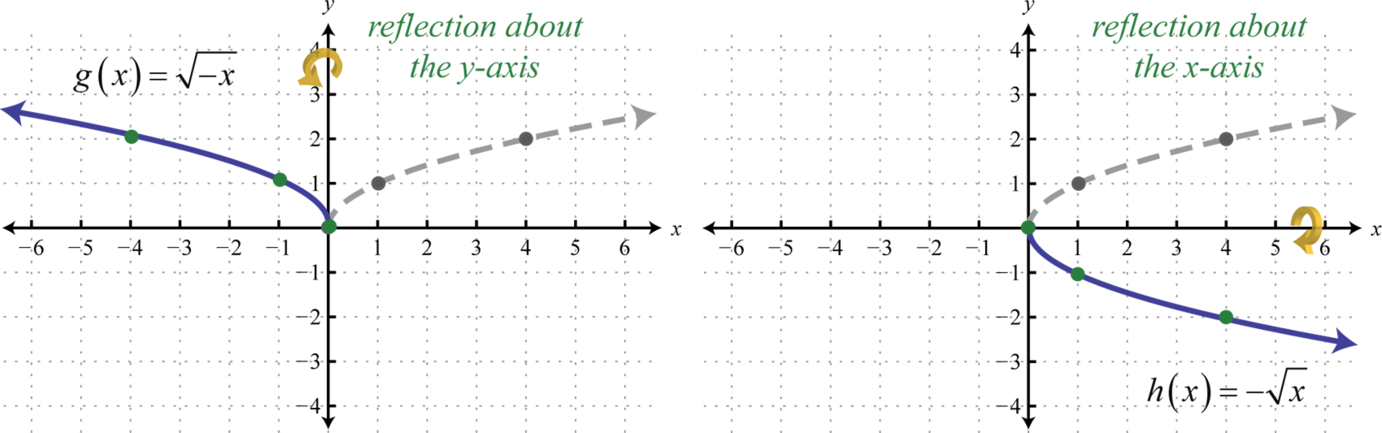 y
reflection about
the y-axis
g(x) = √−x
4
3
2
1
−6 −5 −4 −3 −2 −1 1 2 3 4 5 6 x
−1
−2
−3
−4
y
reflection about
the x-axis
4
3
2
1
−6 −5 −4 −3 −2 −1 1 2 3 4 5 6 x
−1
−2
−3
−4
h(x) = −√x